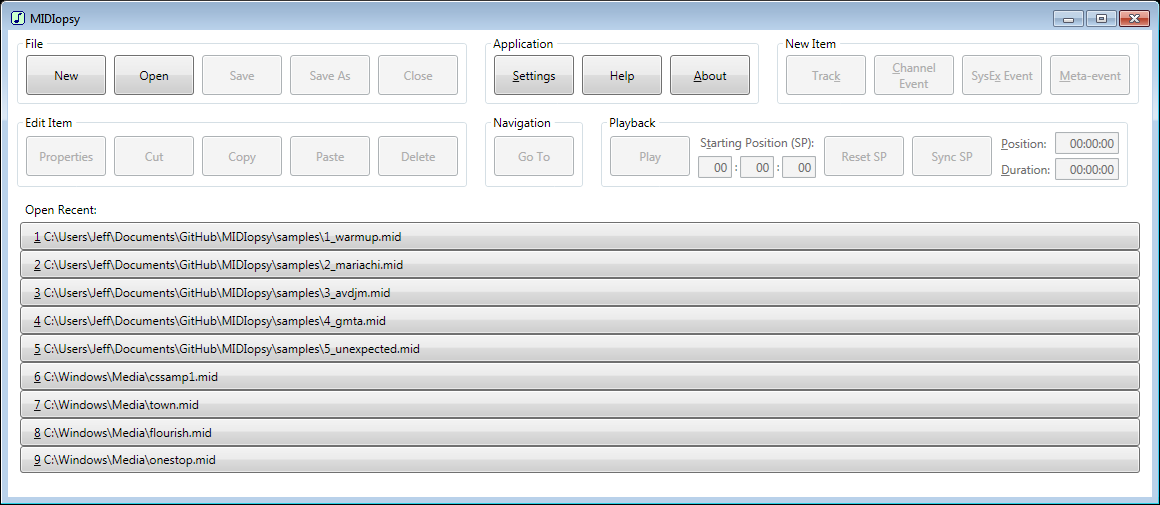 MIDIopsy
File
New Open Save Save As Close
Application
Settings Help About
New Item
Track Channel Event SysEx Event Meta-event
Edit Item
Properties Cut Copy Paste Delete
Navigation
Go To
Playback
Play
Starting Position (SP):
00 : 00 : 00
Reset SP Sync SP
Position: 00:00:00
Duration: 00:00:00
Open Recent:
1 C:\Users\Jeff\Documents\GitHub\MIDIopsy\samples\1_warmup.mid
2 C:\Users\Jeff\Documents\GitHub\MIDIopsy\samples\2_mariachi.mid
3 C:\Users\Jeff\Documents\GitHub\MIDIopsy\samples\3_avdjm.mid
4 C:\Users\Jeff\Documents\GitHub\MIDIopsy\samples\4_gmta.mid
5 C:\Users\Jeff\Documents\GitHub\MIDIopsy\samples\5_unexpected.mid
6 C:\Windows\Media\cssamp1.mid
7 C:\Windows\Media\town.mid
8 C:\Windows\Media\flourish.mid
9 C:\Windows\Media\onestop.mid